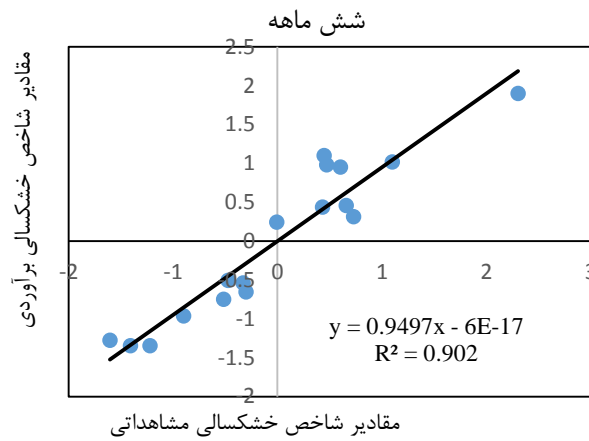 شش ماهه
مقادیر شاخص خشکسالی برآوردی
2.5
2
1.5
1
0.5
0
-0.5
-1
-1.5
-2
-2 -1 0 1 2 3
y = 0.9497x - 6E-17
R² = 0.902
مقادیر شاخص خشکسالی مشاهداتی